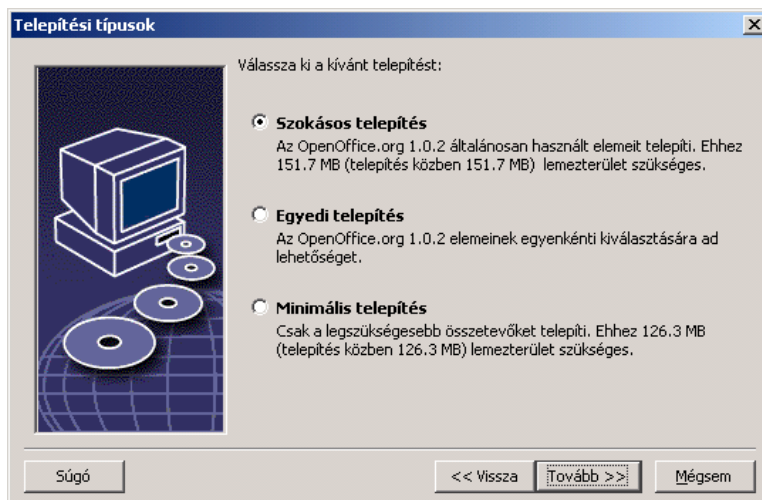 Telepítési típusok
Válassza ki a kívánt telepítést:
Szokásos telepítés
Az OpenOffice.org 1.0.2 általánosan használt elemeit telepíti. Ehhez
151.7 MB (telepítés közben 151.7 MB) lemezterület szükséges.
Egyedi telepítés
Az OpenOffice.org 1.0.2 elemeinek egyenkénti kiválasztására ad
lehetőséget.
Minimális telepítés
Csak a legszükségesebb összetevőket telepíti. Ehhez 126.3 MB
(telepítés közben 126.3 MB) lemezterület szükséges.
Súgó
<< Vissza
Tovább >>
Mégsem